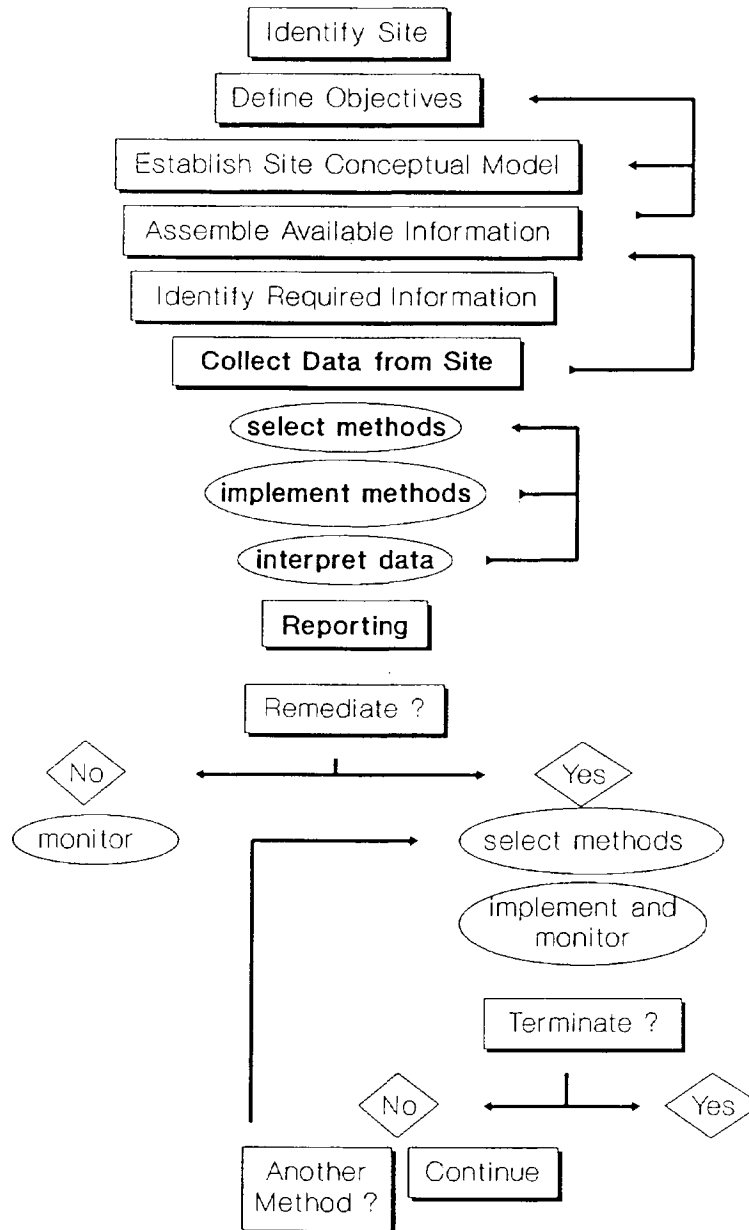 Identify Site
Define Objectives
Establish Site Conceptual Model
Assemble Available Information
Identify Required Information
Collect Data from Site
select methods
implement methods
interpret data
Reporting
Remediate ?
No
Yes
monitor
select methods
implement and
monitor
Terminate ?
No
Yes
Another
Method ?
Continue